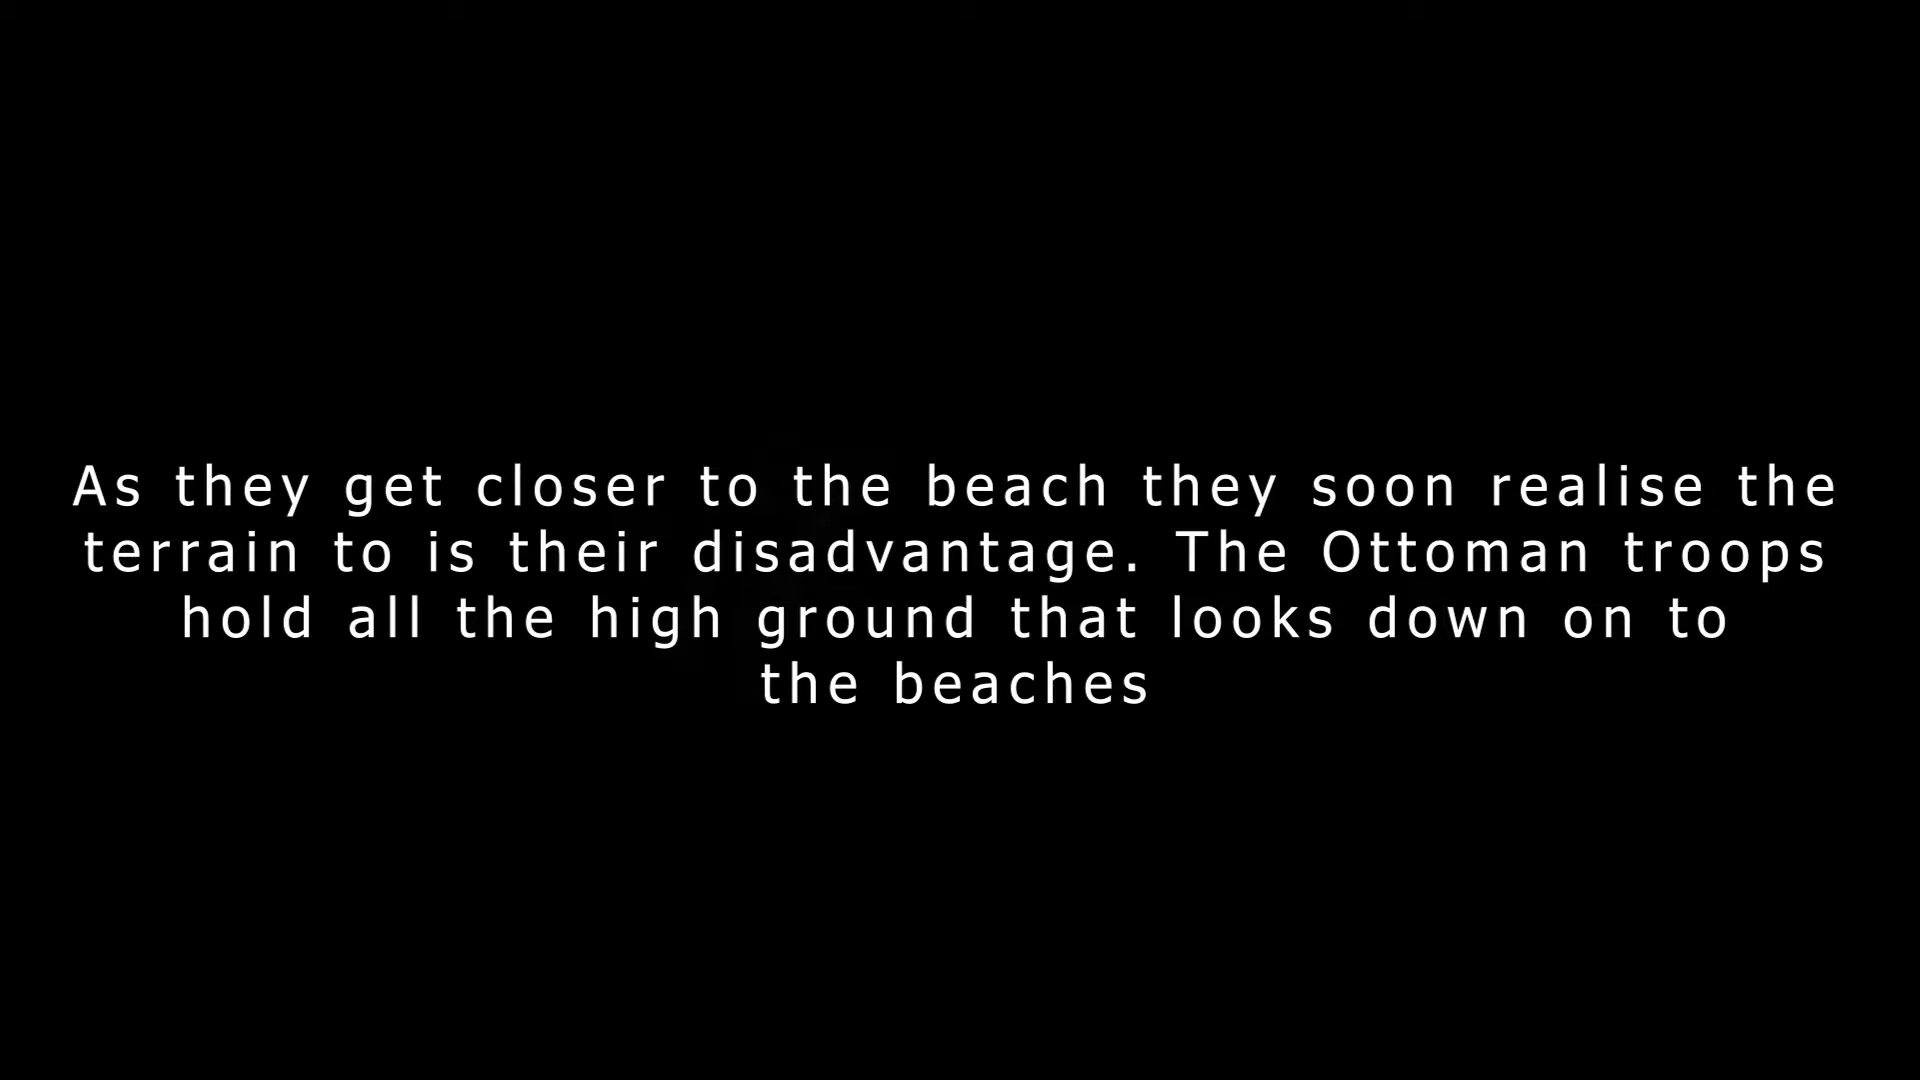 As they get closer to the beach they soon realise the
terrain to is their disadvantage. The Ottoman troops
hold all the high ground that looks down on to
the beaches